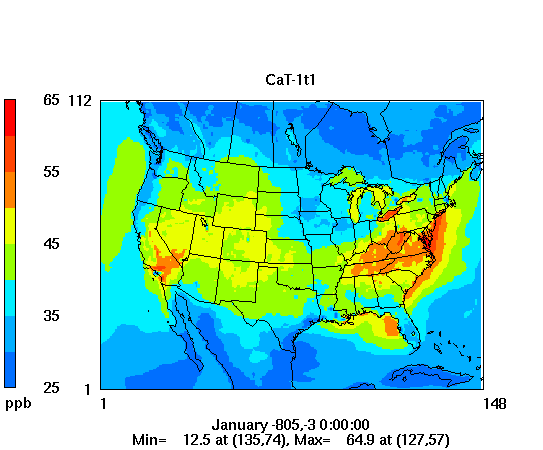 CaT-1t1
65
112
55
45
35
25
1
ppb
1
148
January -805,-3 0:00:00
Min= 12.5 at (135,74), Max= 64.9 at (127,57)